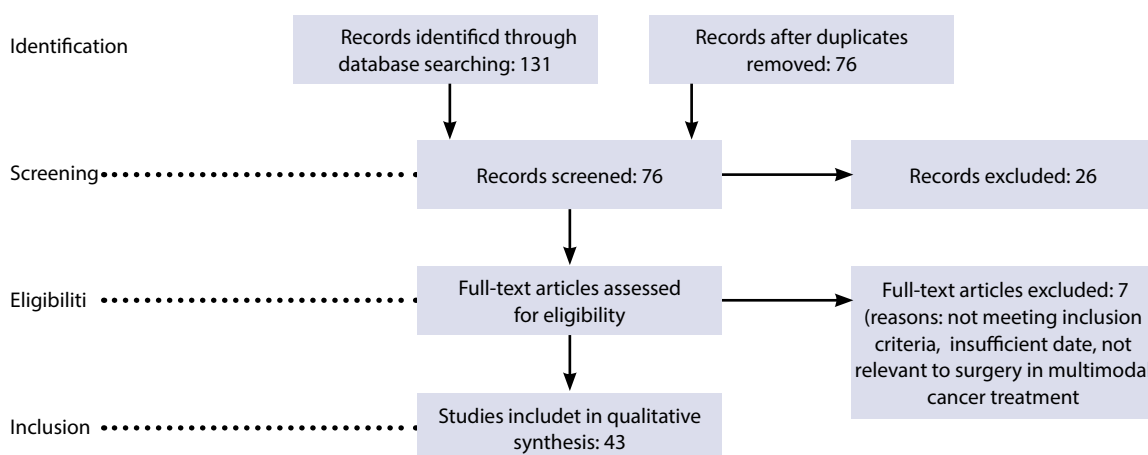 Identification
Records identificd through
database searching: 131
Records after duplicates
removed: 76
Screening
Records screened: 76
Records excluded: 26
Eligibiliti
Full-text articles assessed
for eligibility
Full-text articles excluded: 7
(reasons: not meeting inclusion
criteria, insufficient date, not
relevant to surgery in multimoda
cancer treatment
Inclusion
Studies includet in qualitative
synthesis: 43